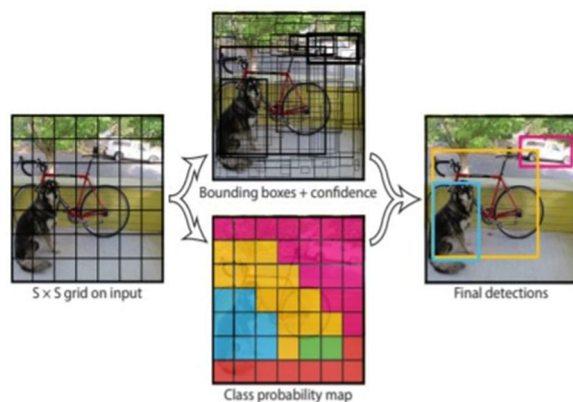 Bounding boxes + confidence
S × S grid on input
Final detections
Class probability map